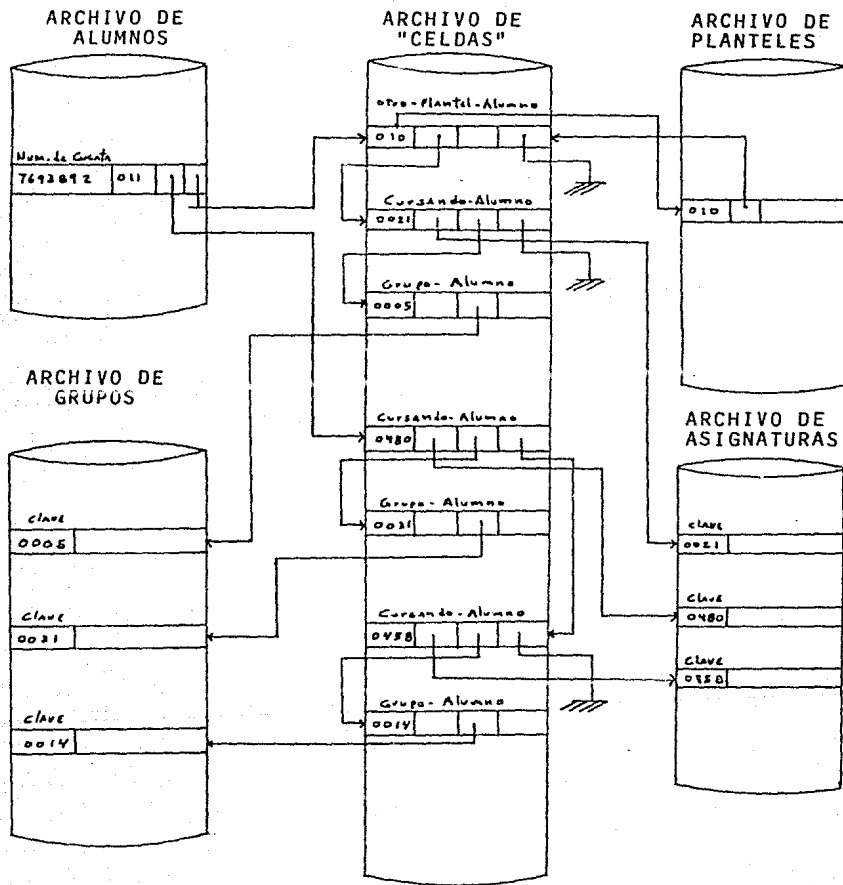 ARCHIVO DE
ALUMNOS
Num. de Cuenta
7693892 011
ARCHIVO DE
"CELDAS"
otro-Plantel-Alumno
010
Cursando-Alumno
0021
Grupo-Alumno
0005
Cursando-Alumno
0480
Grupo-Alumno
0031
Cursando-Alumno
0458
Grupo-Alumno
0014
ARCHIVO DE
PLANTELES
010
ARCHIVO DE
GRUPOS
clave
0005
clave
0031
clave
0014
ARCHIVO DE
ASIGNATURAS
clave
0021
clave
0480
clave
0458